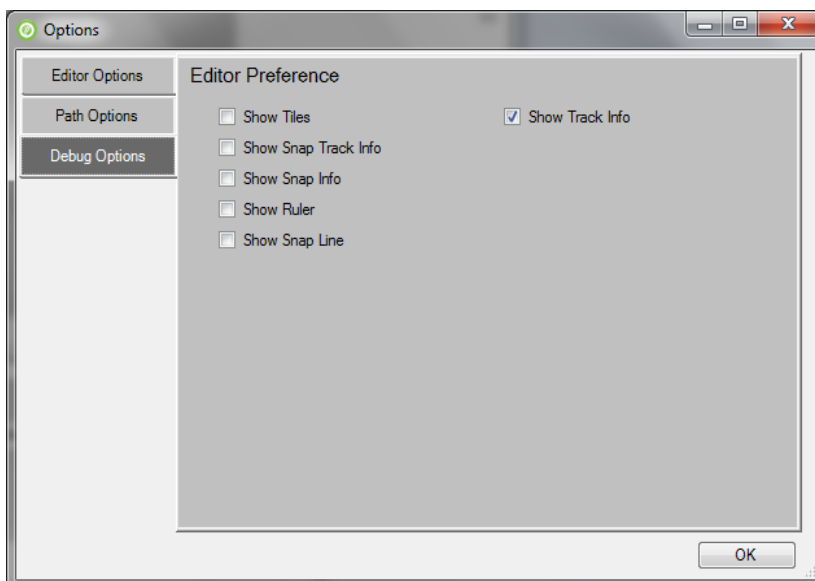 Options
Editor Options
Path Options
Debug Options
Editor Preference
Show Tiles
Show Track Info
Show Snap Track Info
Show Snap Info
Show Ruler
Show Snap Line
OK